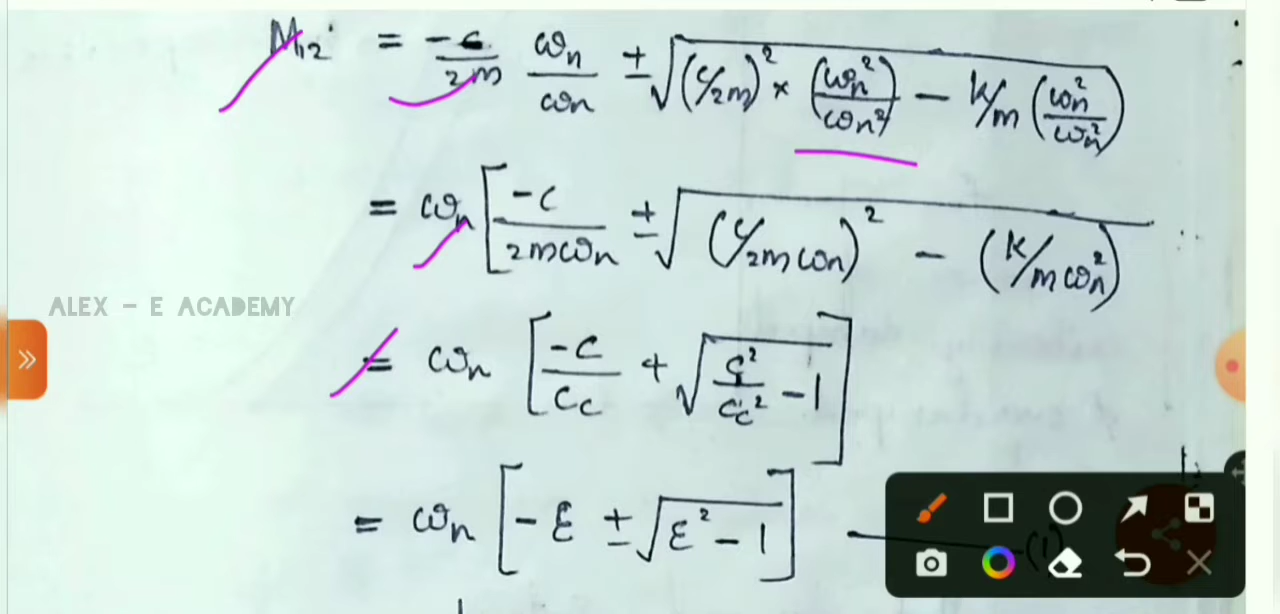 M₁₂ = -c/2m ωn/ωn ± √((c/2m)² × (ωn²/ωn²) - k/m (ωn²/ωn²))
= ωn [-c/2mωn ± √((c/2mωn)² - (k/mωn²))
ALEX - E ACADEMY
= ωn [-c/Cc + √(c²/Cc² - 1)]
= ωn [-ε ± √(ε² - 1)] —(1)